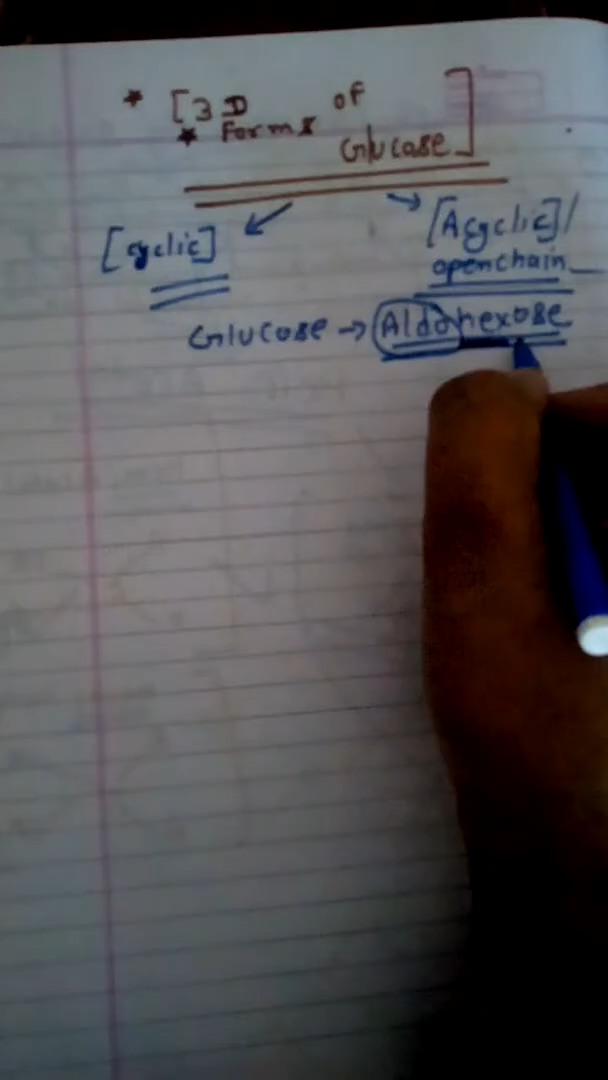 * [3D of
* Forms Glucose]
[cyclic]
[Acyclic]/
openchain
Glucose → Aldohexose